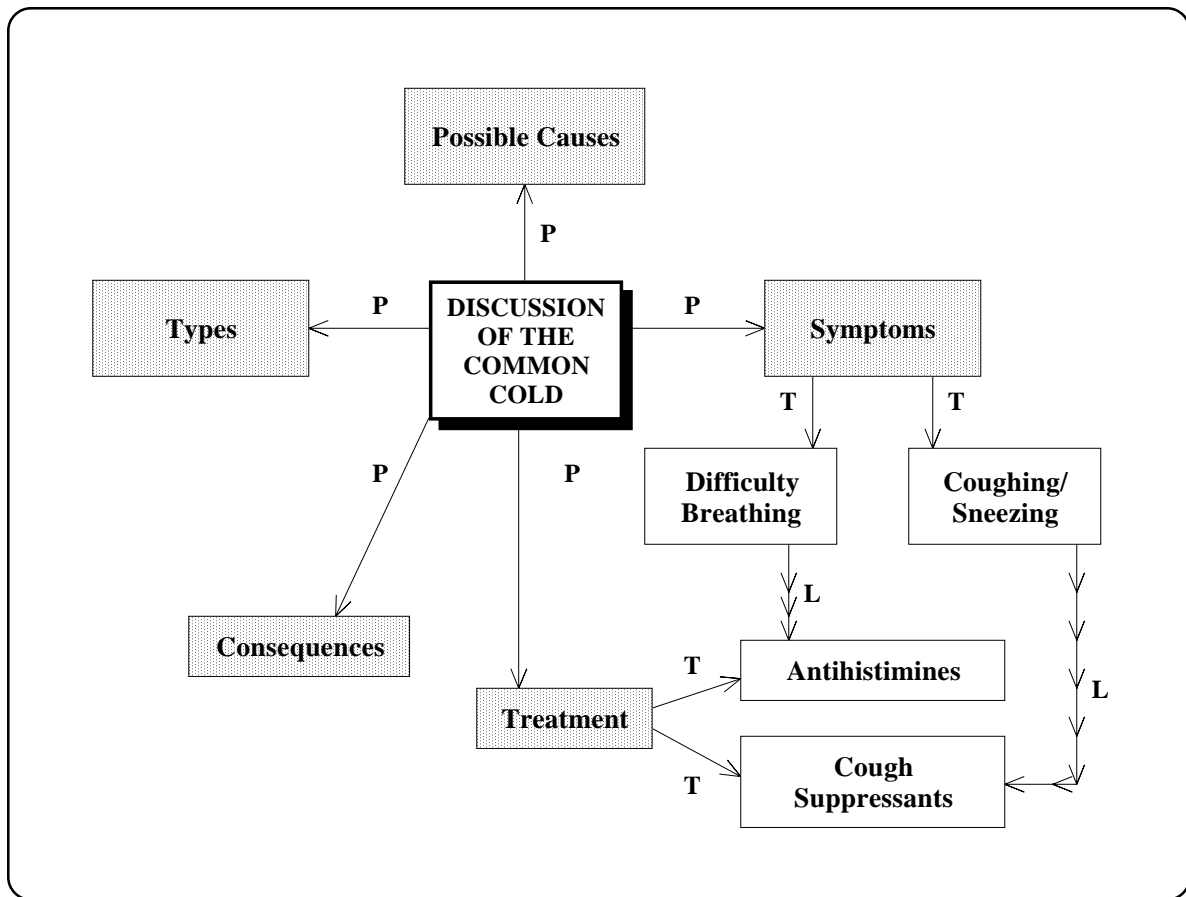 Possible Causes
P
Types
P
DISCUSSION
OF THE
COMMON
COLD
P
Symptoms
T
T
P
P
Difficulty
Breathing
Coughing/
Sneezing
L
Consequences
T
Antihistimines
L
Treatment
T
Cough
Suppressants